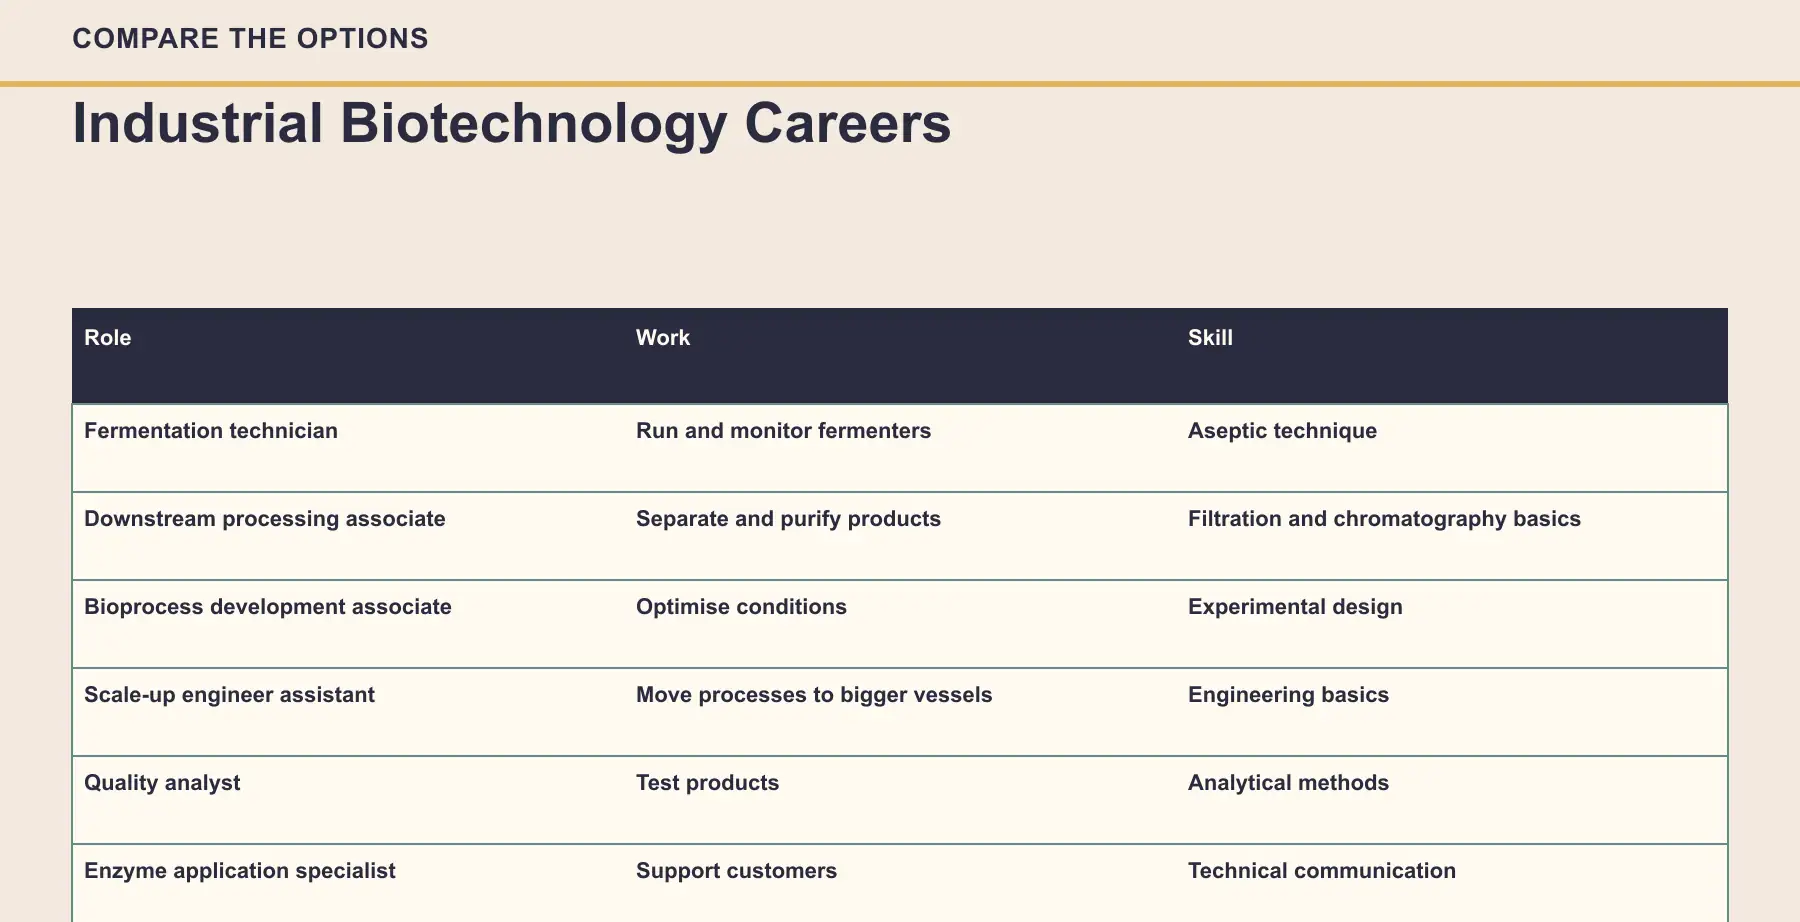 COMPARE THE OPTIONS
Industrial Biotechnology Careers
Role Work Skill
Fermentation technician Run and monitor fermenters Aseptic technique
Downstream processing associate Separate and purify products Filtration and chromatography basics
Bioprocess development associate Optimise conditions Experimental design
Scale-up engineer assistant Move processes to bigger vessels Engineering basics
Quality analyst Test products Analytical methods
Enzyme application specialist Support customers Technical communication